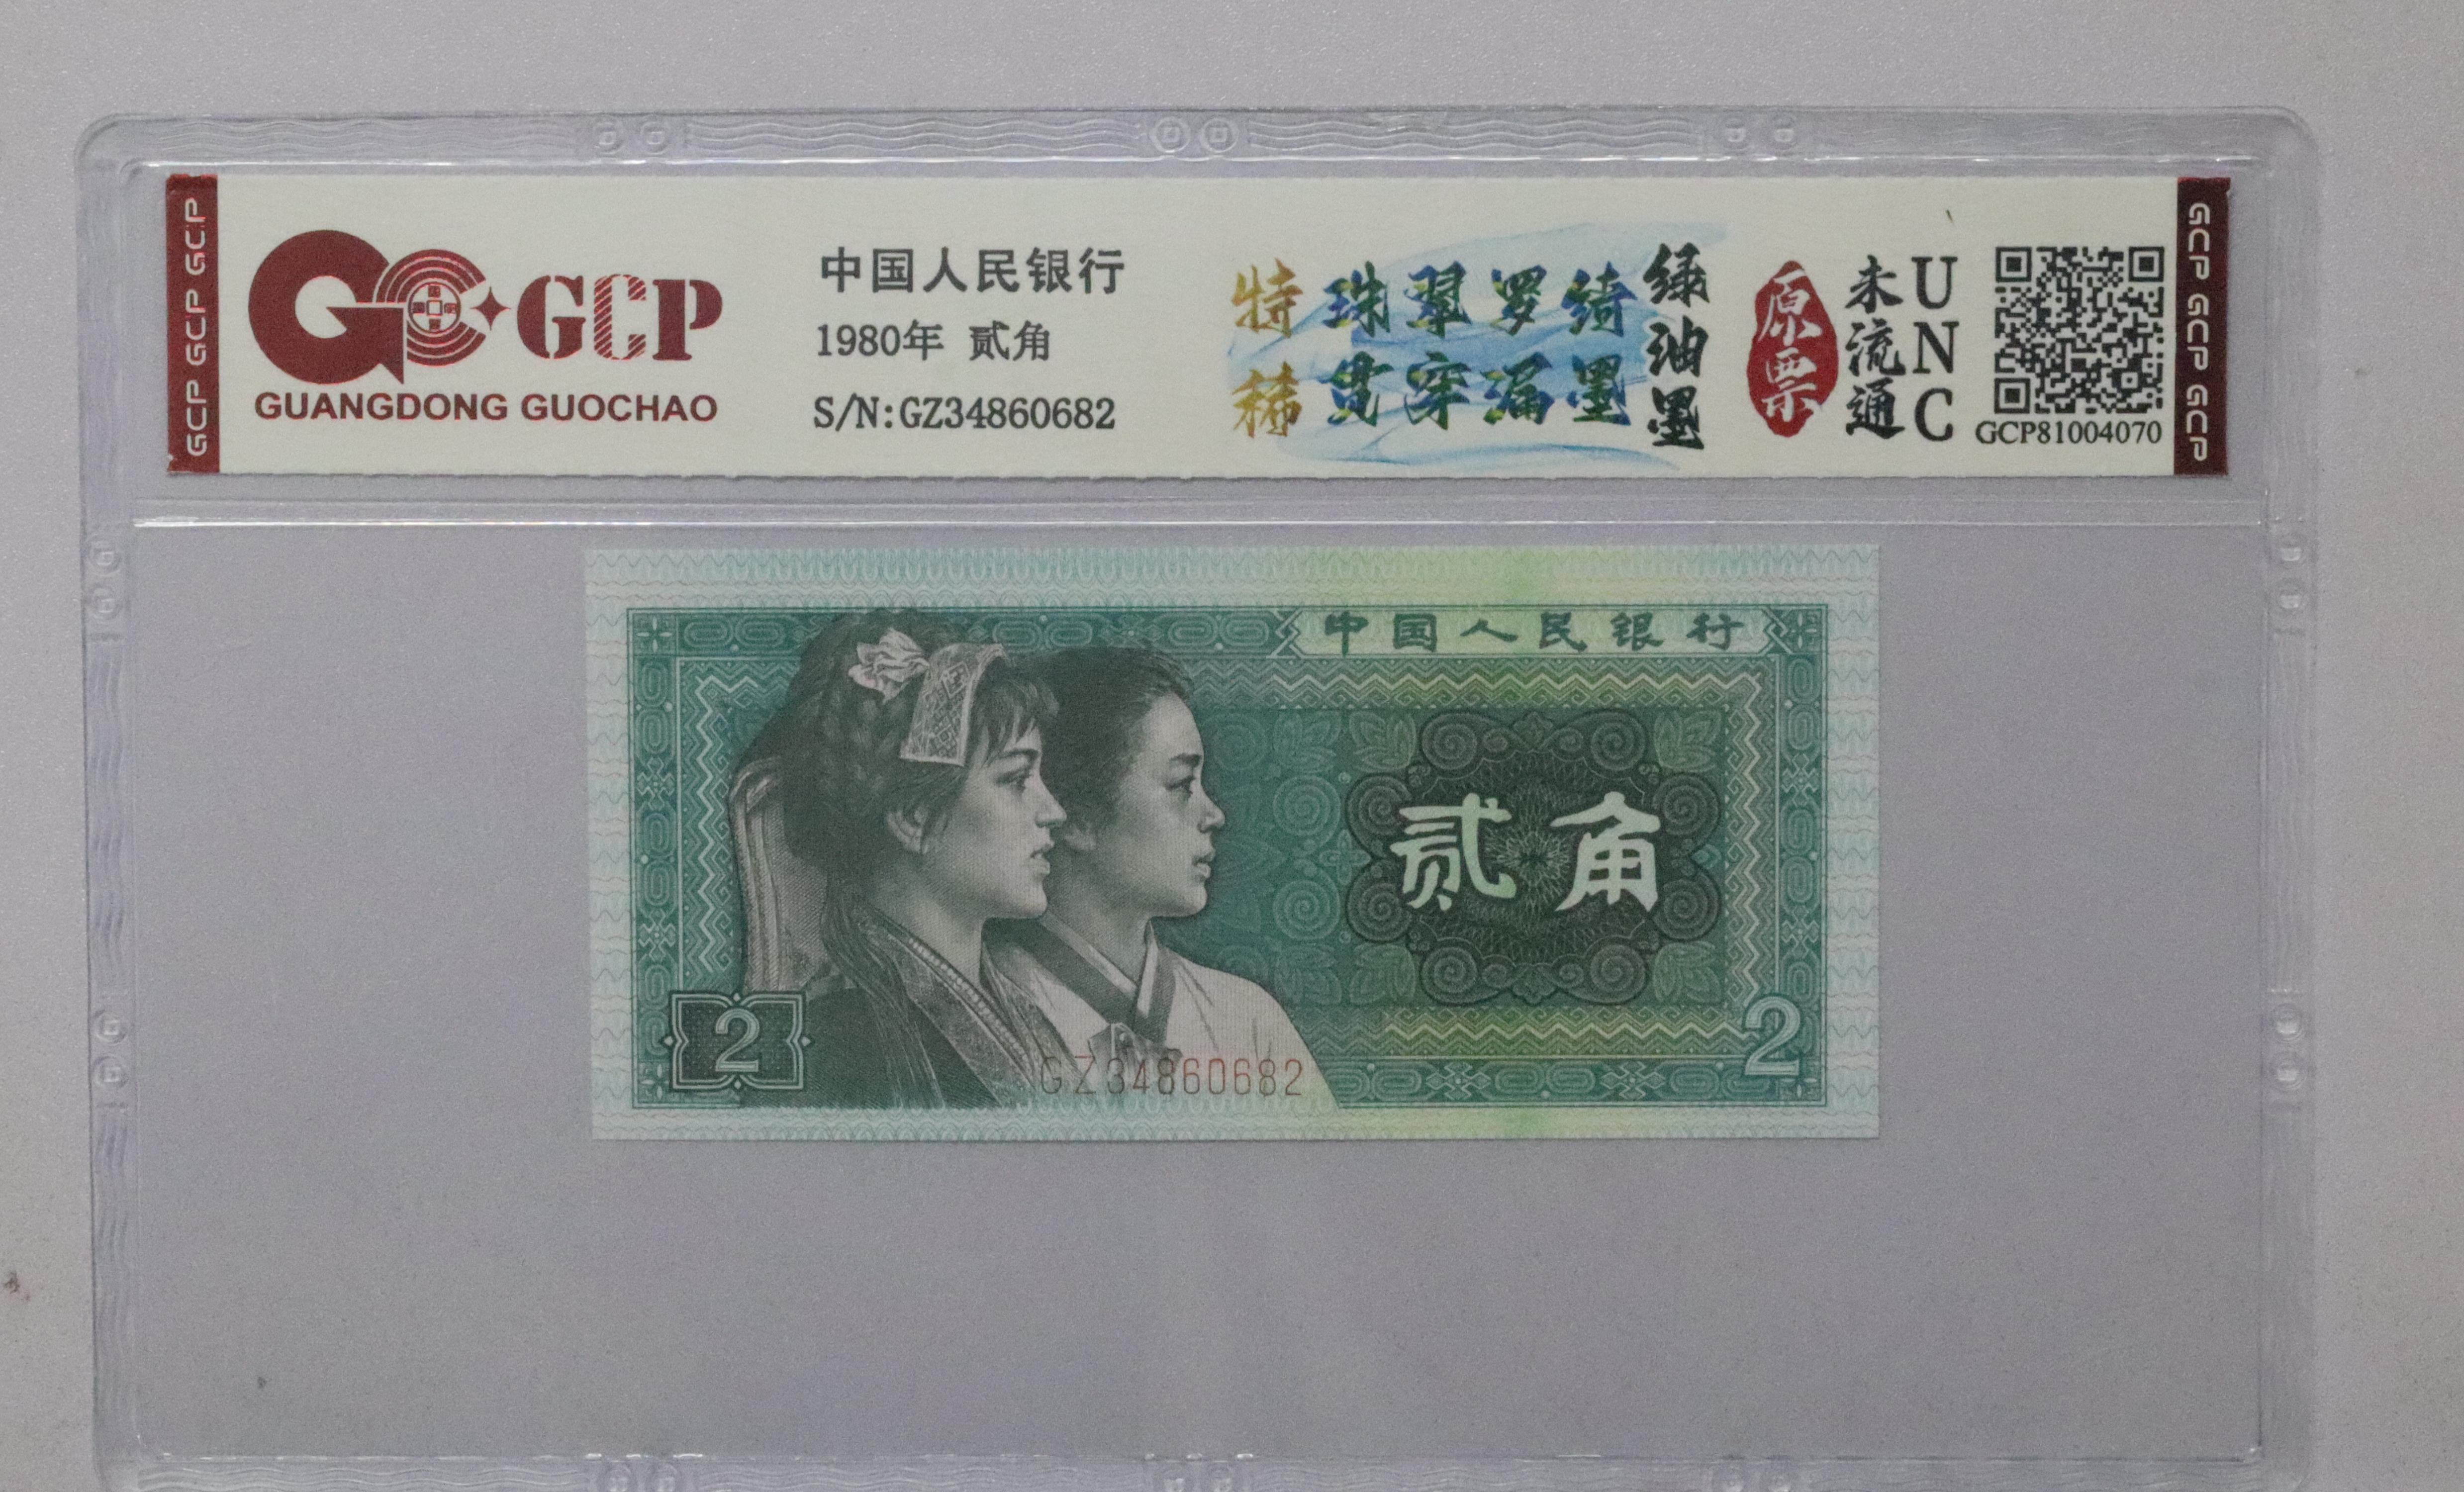 GCP GCP GCP
GCP
GUANGDONG GUOCHAO
中国人民银行
1980年 贰角
S/N:GZ34860682
特稀
珠翠罗绮
贯穿漏墨
绿油墨
原票
未流通
UNC
GCP81004070
GCP GCP GCP
中国人民银行
贰角
2
GZ34860682
2